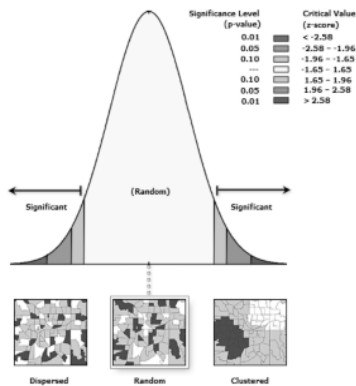 Significance Level Critical Value
(p-value) (z-score)
0.01 < -2.58
0.05 -2.58 - -1.96
0.10 -1.96 - -1.65
--- -1.65 - 1.65
0.10 1.65 - 1.96
0.05 1.96 - 2.58
0.01 > 2.58
(Random)
Significant Significant
Dispersed Random Clustered